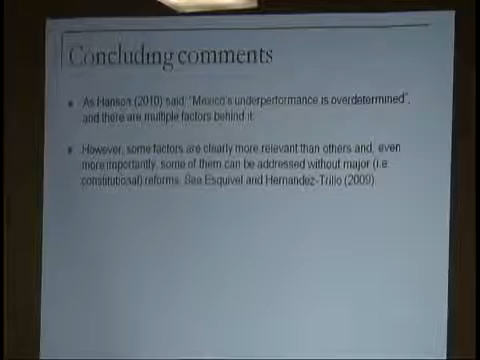 Concluding comments
As Hanson (2010) said, "Mexico's underperformance is overdetermined",
and there are multiple factors behind it.
However, some factors are clearly more relevant than others and, even
more importantly, some of them can be addressed without major (i.e.
constitutional) reforms. See Esquivel and Hernandez-Trillo (2009)